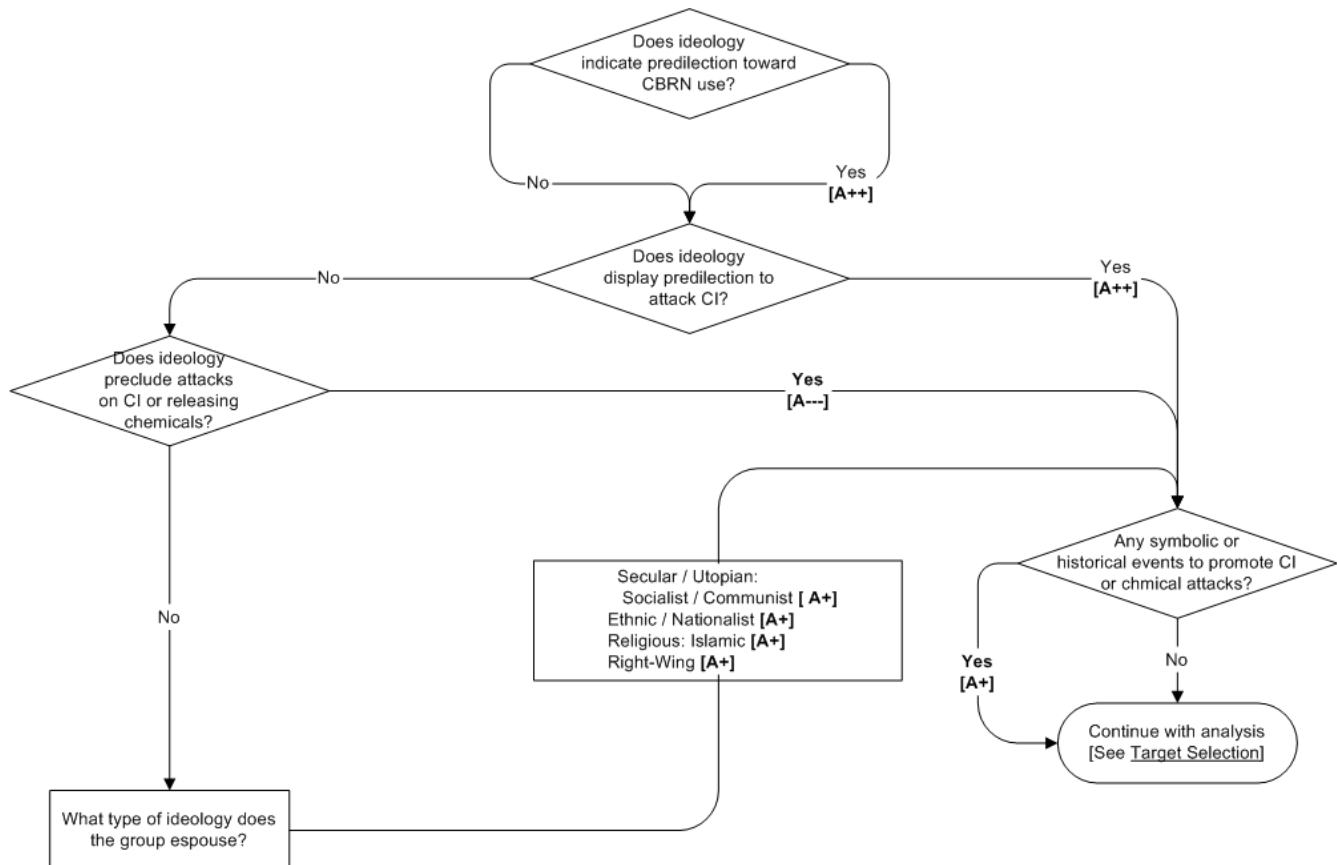 Does ideology
indicate predilection toward
CBRN use?
No
Yes
[A++]
Does ideology
display predilection to
attack CI?
No
Yes
[A++]
Does ideology
preclude attacks
on CI or releasing
chemicals?
Yes
[A---]
No
Secular / Utopian:
Socialist / Communist [ A+]
Ethnic / Nationalist [A+]
Religious: Islamic [A+]
Right-Wing [A+]
Any symbolic or
historical events to promote CI
or chmical attacks?
Yes
[A+]
No
Continue with analysis
[See Target Selection]
What type of ideology does
the group espouse?